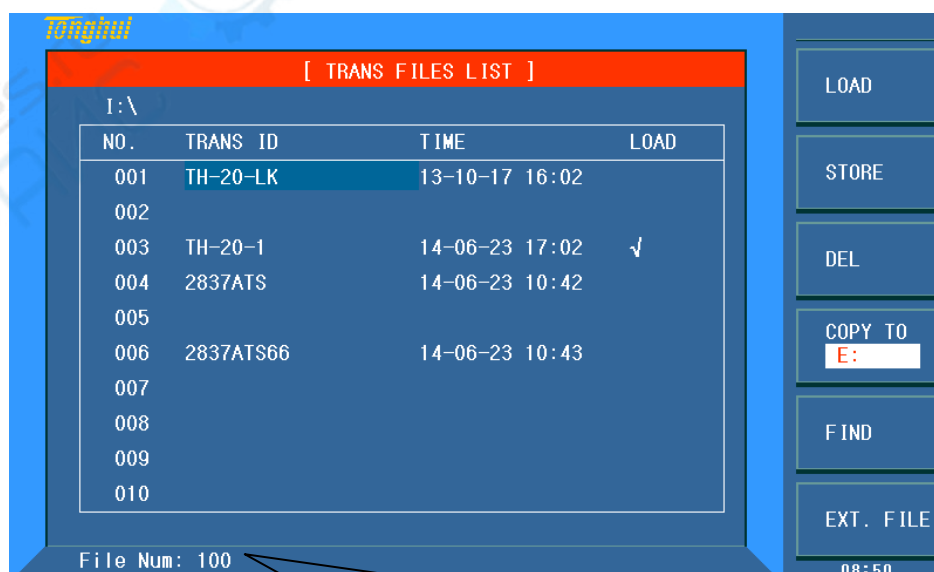 Tonghui
[ TRANS FILES LIST ]
I:\
NO. TRANS ID TIME LOAD
001 TH-20-LK 13-10-17 16:02
002
003 TH-20-1 14-06-23 17:02 √
004 2837ATS 14-06-23 10:42
005
006 2837ATS66 14-06-23 10:43
007
008
009
010
File Num: 100
LOAD
STORE
DEL
COPY TO
E:
FIND
EXT. FILE
08:50